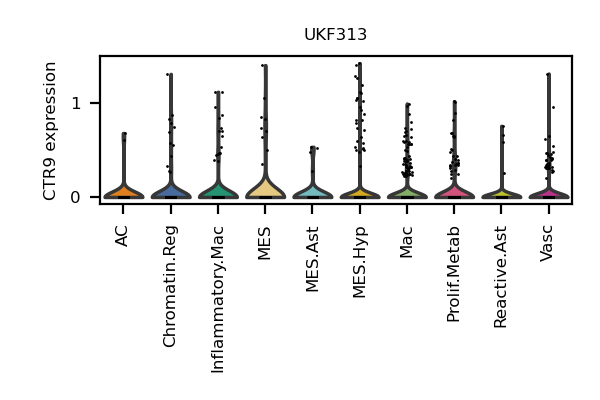 UKF313
CTR9 expression
1
0
AC
Chromatin.Reg
Inflammatory.Mac
MES
MES.Ast
MES.Hyp
Mac
Prolif.Metab
Reactive.Ast
Vasc